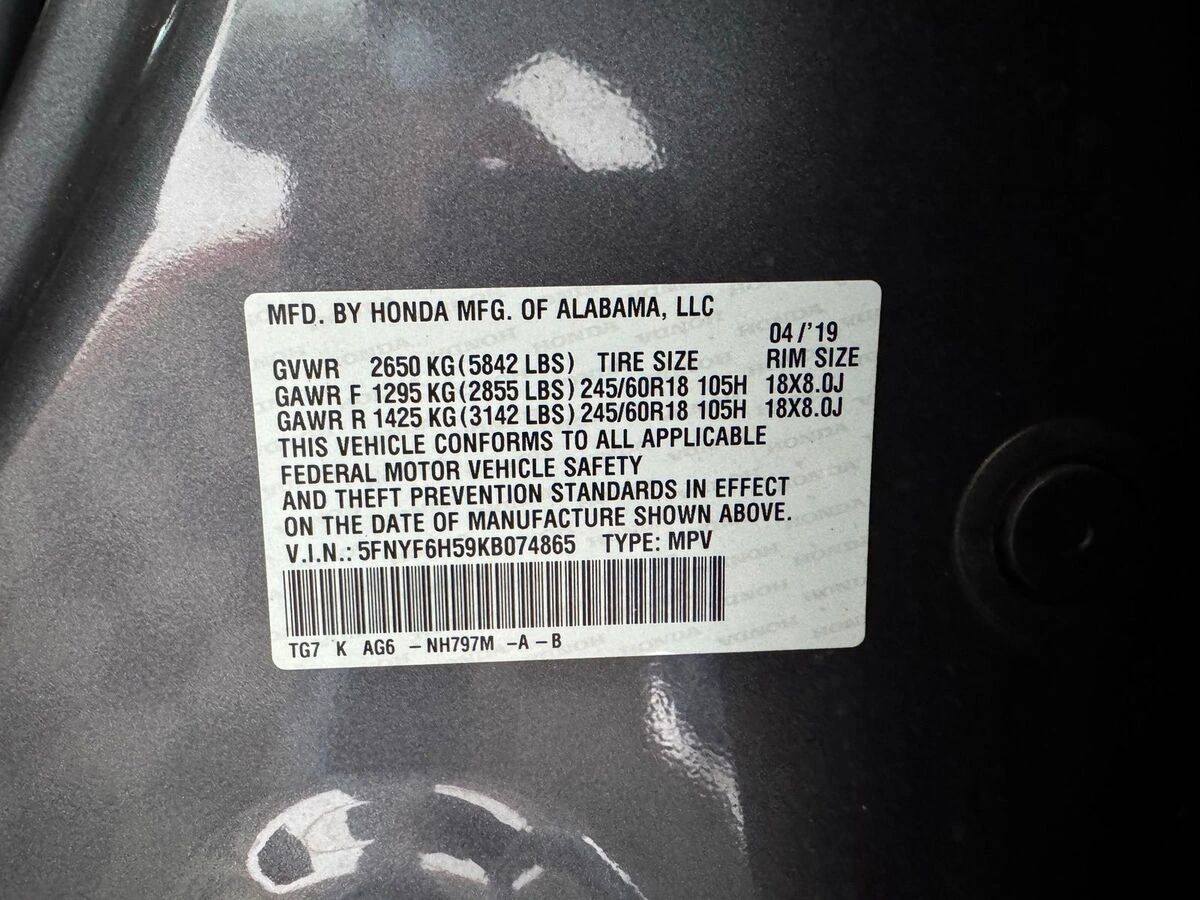 MFD. BY HONDA MFG. OF ALABAMA, LLC
04/'19
GVWR 2650 KG(5842 LBS) TIRE SIZE RIM SIZE
GAWR F 1295 KG(2855 LBS) 245/60R18 105H 18X8.0J
GAWR R 1425 KG(3142 LBS) 245/60R18 105H 18X8.0J
THIS VEHICLE CONFORMS TO ALL APPLICABLE
FEDERAL MOTOR VEHICLE SAFETY
AND THEFT PREVENTION STANDARDS IN EFFECT
ON THE DATE OF MANUFACTURE SHOWN ABOVE.
V.I.N.: 5FNYF6H59KB074865 TYPE: MPV
TG7 K AG6 -NH797M -A-B